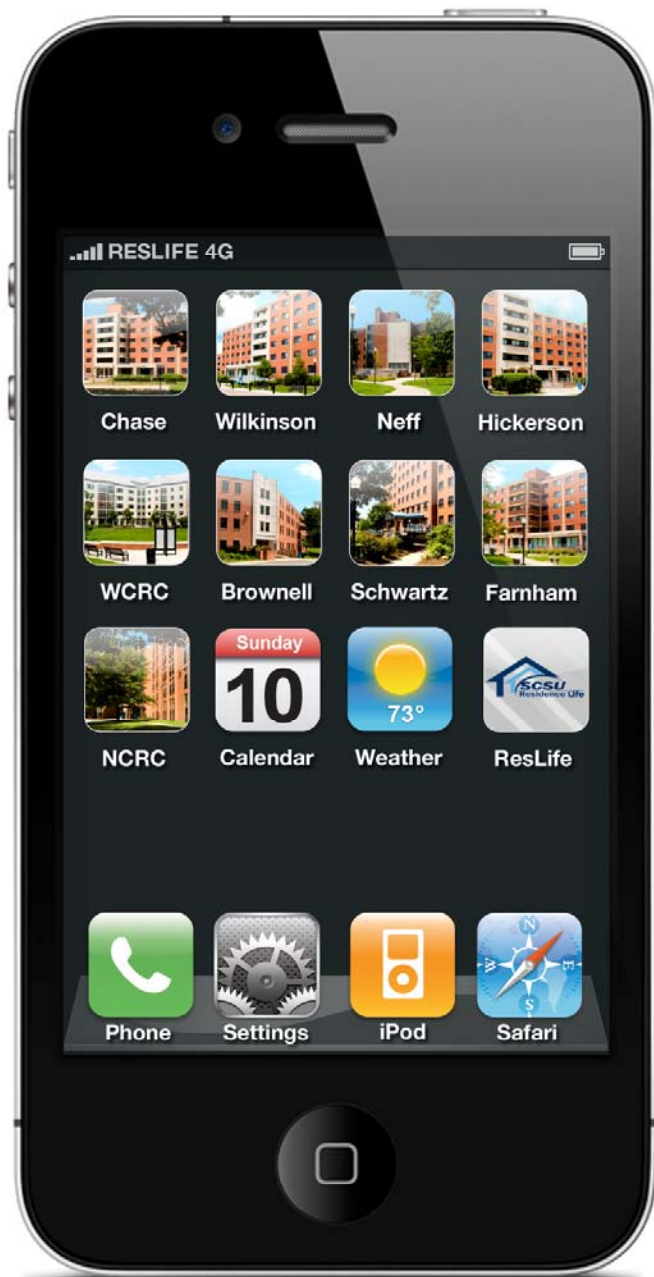 RESLIFE 4G
Chase Wilkinson Neff Hickerson
WCRC Brownell Schwartz Farnham
Sunday
10
73°
SCSU
Residence Life
NCRC Calendar Weather ResLife
N
W E
S
Phone Settings iPod Safari